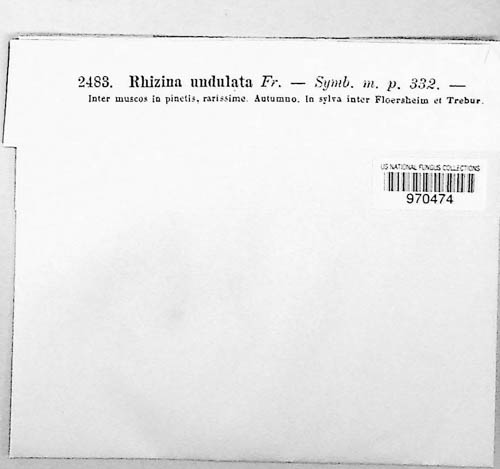 2483. Rhizina undulata Fr. — Symb. m. p. 332. —
Inter muscos in pinetis, rarissime. Autumno. In sylva inter Floersheim et Trebur.
US NATIONAL FUNGUS COLLECTIONS
970474